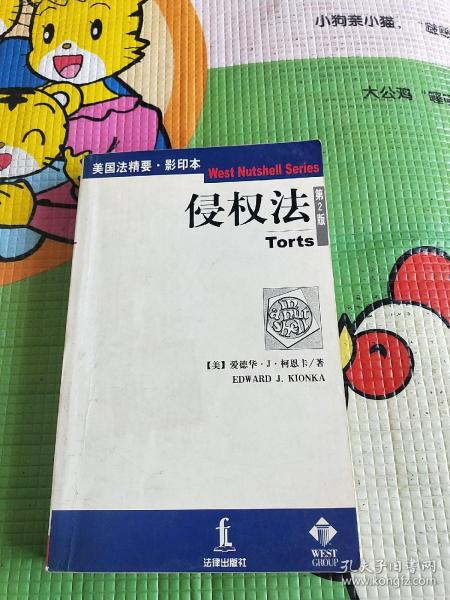 小狗亲小猫，
大公鸡
美国法精要·影印本
West Nutshell Series
侵权法
第2版
Torts
【美】爱德华·J·柯恩卡/著
EDWARD J. KIONKA
法律出版社
WEST
GROUP
孔夫子旧书网
www.kongfz.com